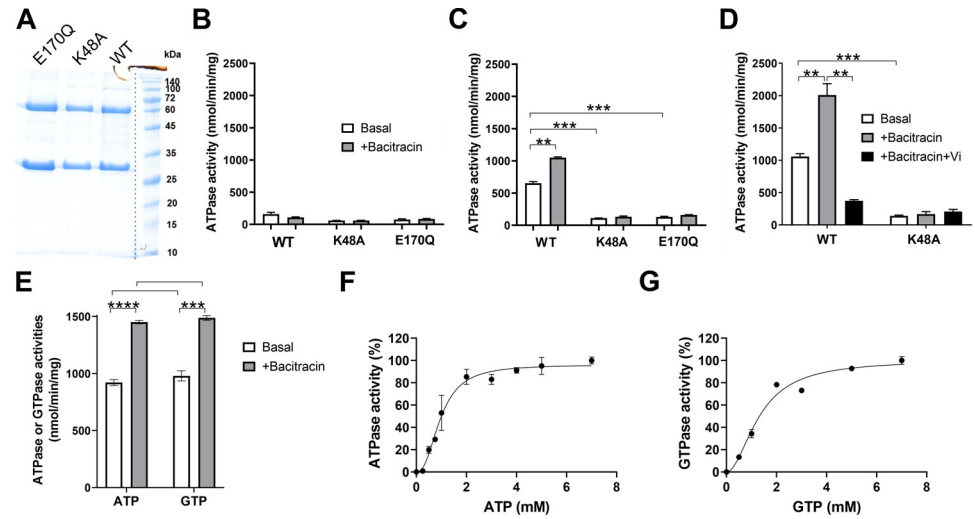 A
E170Q
K48A
WT
kDa
140
100
72
60
45
35
25
20
15
10
B
ATPase activity (nmol/min/mg)
2500
2000
1500
1000
500
0
WT
K48A
E170Q
Basal
+Bacitracin
C
ATPase activity (nmol/min/mg)
2500
2000
1500
1000
500
0
***
***
**
WT
K48A
E170Q
D
ATPase activity (nmol/min/mg)
2500
2000
1500
1000
500
0
***
** **
WT
K48A
Basal
+Bacitracin
+Bacitracin+Vi
E
ATPase or GTPase activities
(nmol/min/mg)
1500
1000
500
0
****
***
ATP
GTP
Basal
+Bacitracin
F
ATPase activity (%)
120
100
80
60
40
20
0
0 2 4 6 8
ATP (mM)
G
GTPase activity (%)
120
100
80
60
40
20
0
0 2 4 6 8
GTP (mM)